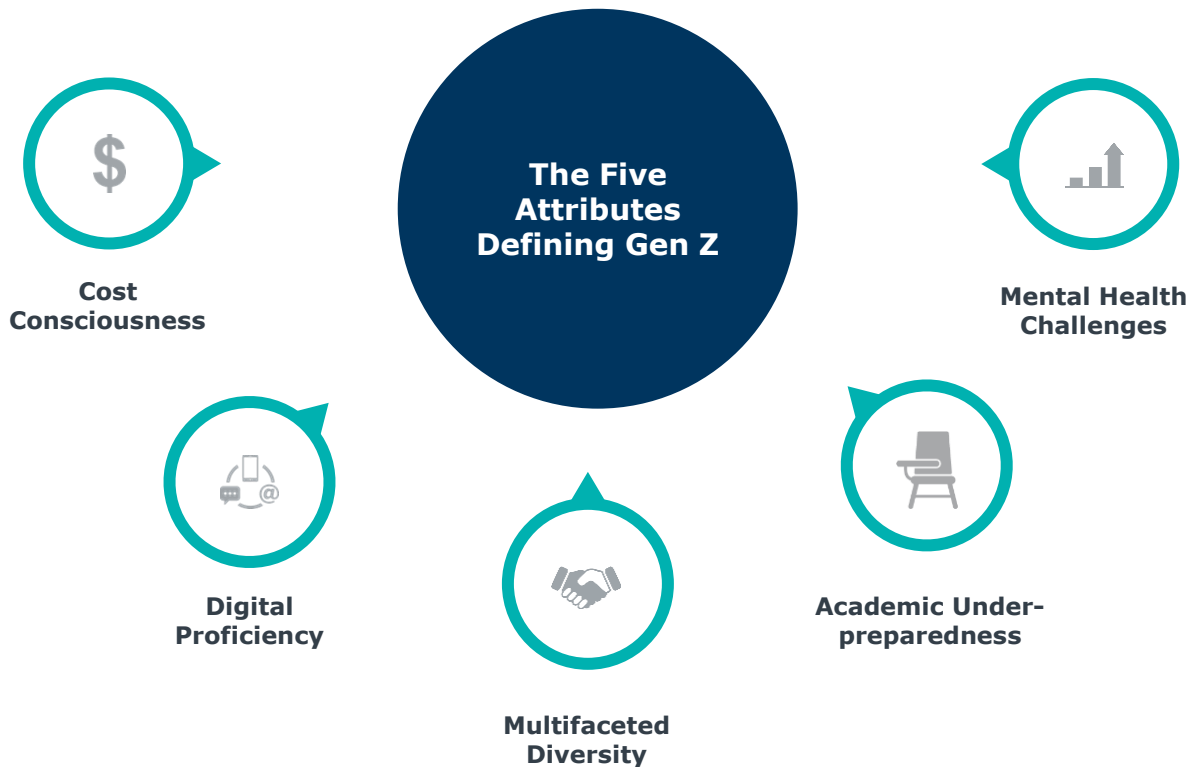 The Five
Attributes
Defining Gen Z
$
Cost
Consciousness
Mental Health
Challenges
@
Digital
Proficiency
Academic Under-
preparedness
Multifaceted
Diversity